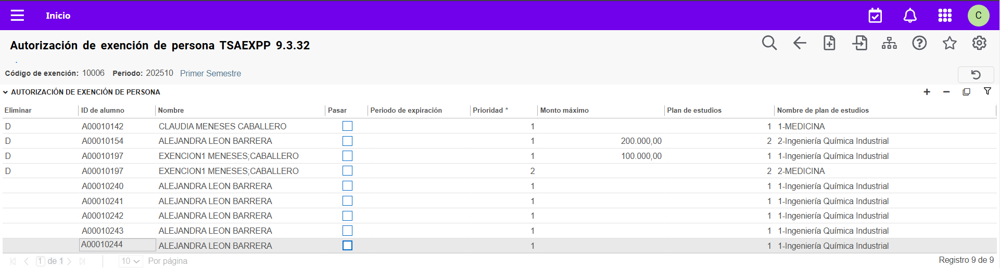 Inicio
C
Autorización de exención de persona TSAEXPP 9.3.32
Código de exención: 10006 Periodo: 202510 Primer Semestre
AUTORIZACIÓN DE EXENCIÓN DE PERSONA
Eliminar ID de alumno Nombre Pasar Periodo de expiración Prioridad * Monto máximo Plan de estudios Nombre de plan de estudios
D A00010142 CLAUDIA MENESES CABALLERO 1 1 1-MEDICINA
D A00010154 ALEJANDRA LEON BARRERA 1 200.000,00 2 2-Ingeniería Química Industrial
D A00010197 EXENCION1 MENESES;CABALLERO 1 100.000,00 1 1-Ingeniería Química Industrial
D A00010197 EXENCION1 MENESES;CABALLERO 2 2 2-MEDICINA
A00010240 ALEJANDRA LEON BARRERA 1 1 1-Ingeniería Química Industrial
A00010241 ALEJANDRA LEON BARRERA 1 1 1-Ingeniería Química Industrial
A00010242 ALEJANDRA LEON BARRERA 1 1 1-Ingeniería Química Industrial
A00010243 ALEJANDRA LEON BARRERA 1 1 1-Ingeniería Química Industrial
A00010244 ALEJANDRA LEON BARRERA 1 1 1-Ingeniería Química Industrial
1 de 1 10 Por página Registro 9 de 9